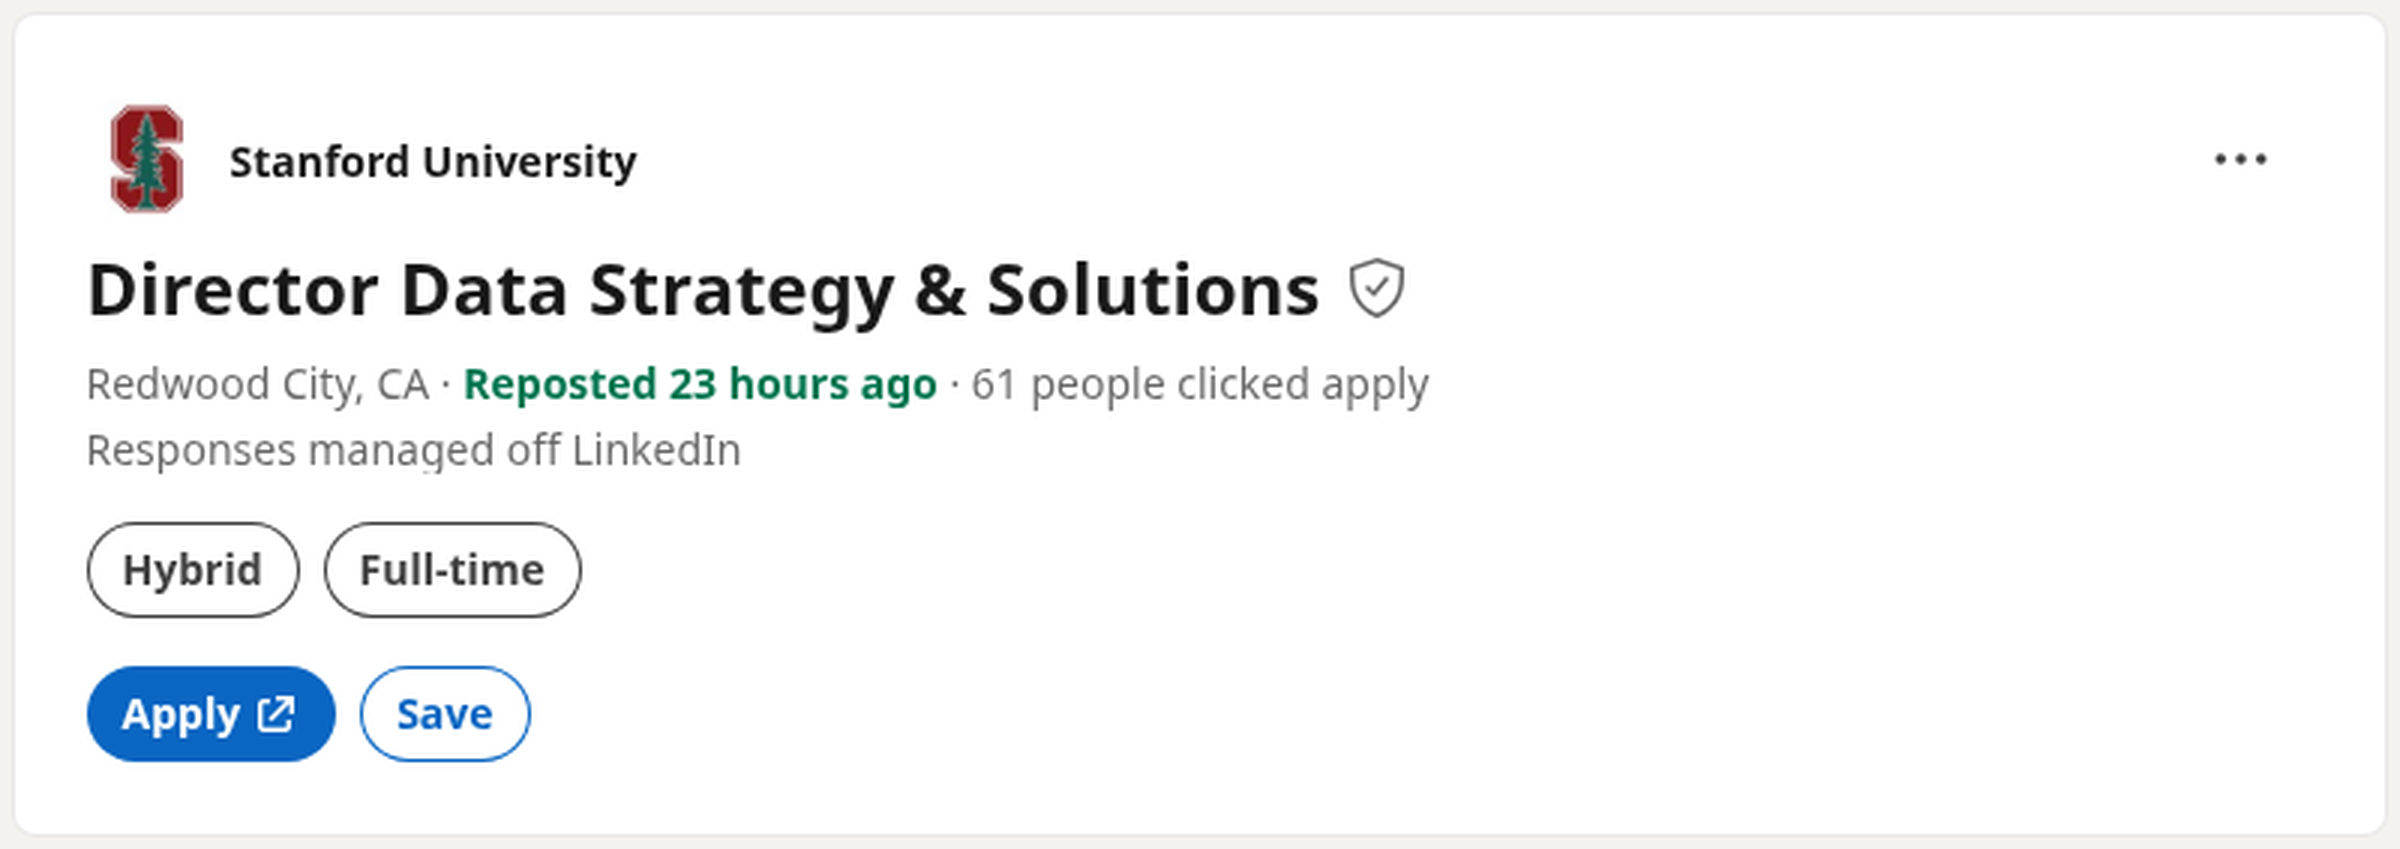 Stanford University
Director Data Strategy & Solutions
Redwood City, CA · Reposted 23 hours ago · 61 people clicked apply
Responses managed off LinkedIn
Hybrid Full-time
Apply Save